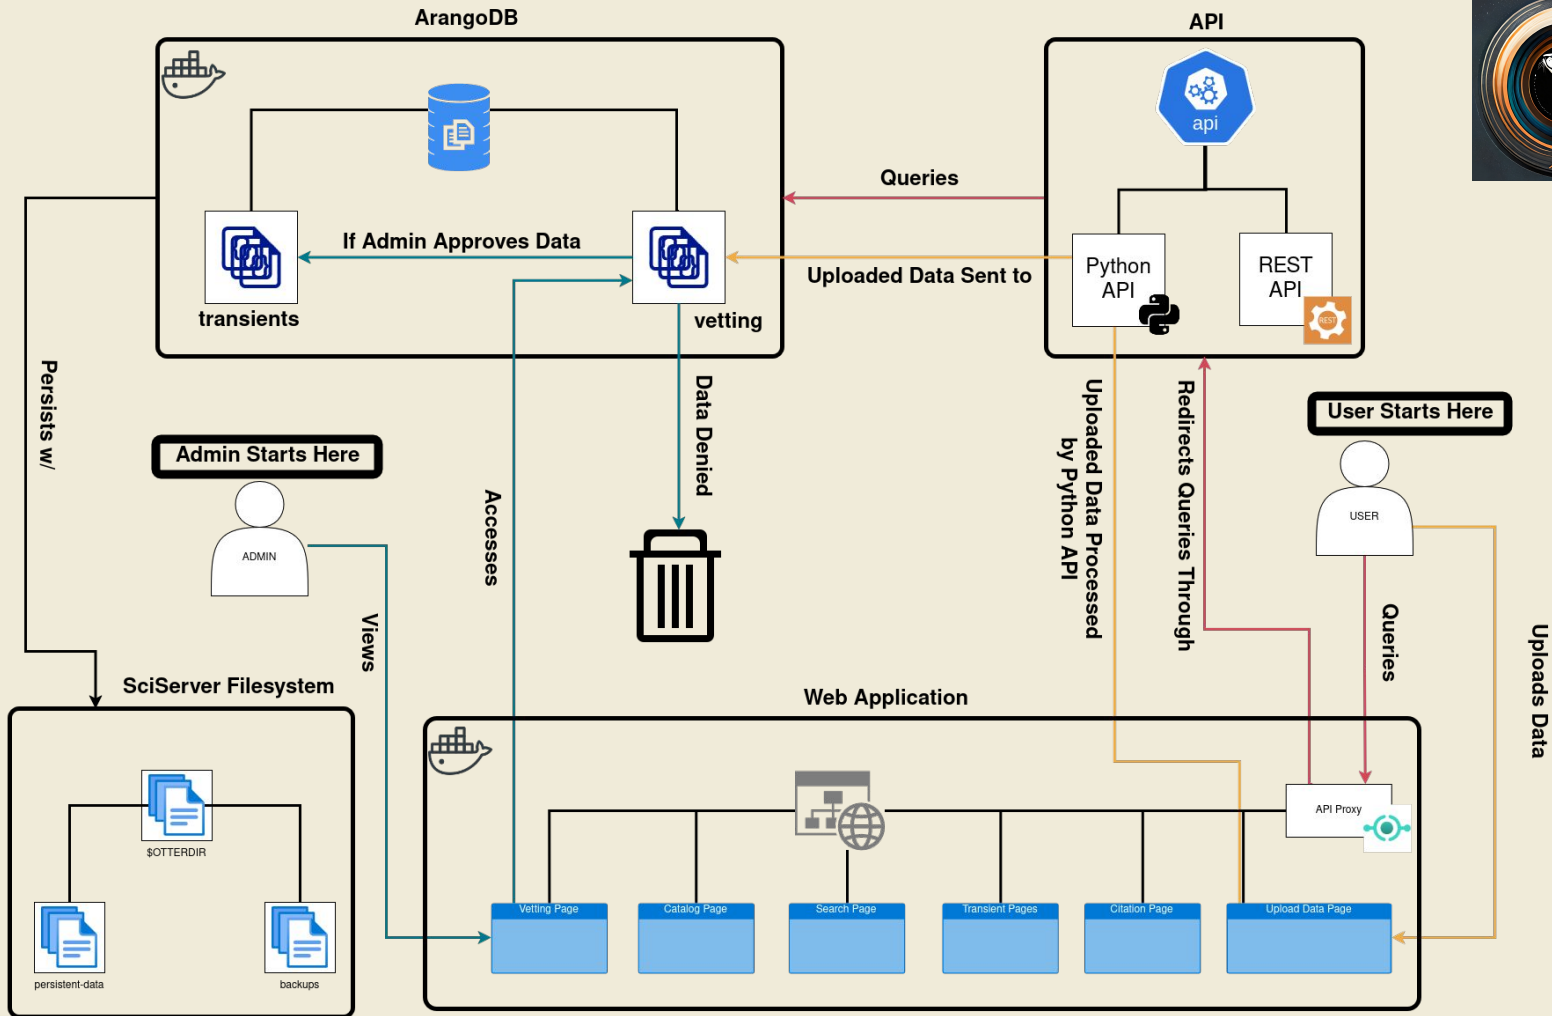 ArangoDB
API
api
Queries
If Admin Approves Data
Uploaded Data Sent to
Python
API
REST
API
REST
transients
vetting
Persists w/
Data Denied
Uploaded Data Processed
by Python API
Redirects Queries Through
User Starts Here
Admin Starts Here
USER
ADMIN
Accesses
Views
Queries
Uploads Data
SciServer Filesystem
Web Application
$OTTERDIR
API Proxy
persistent-data
backups
Vetting Page
Catalog Page
Search Page
Transient Pages
Citation Page
Upload Data Page